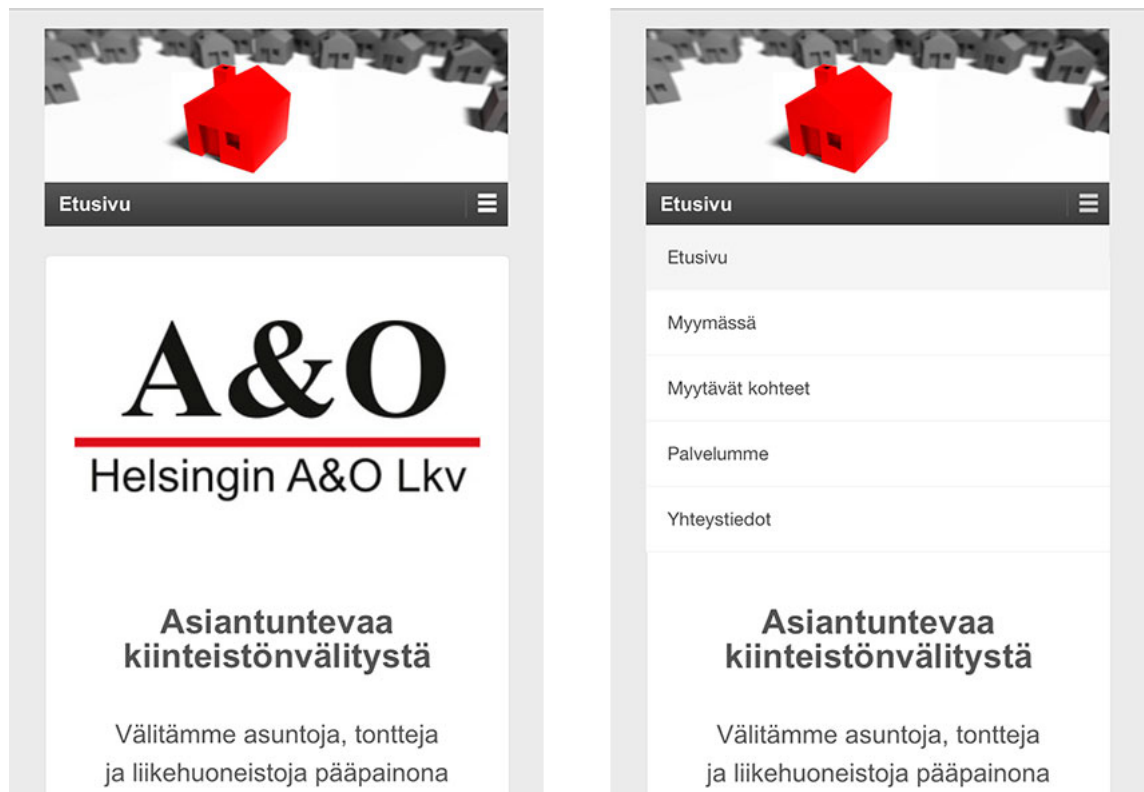 Etusivu
A&O
Helsingin A&O Lkv
Asiantuntevaa
kiinteistönvälitystä
Välitämme asuntoja, tontteja
ja liikehuoneistoja pääpainona
Etusivu
Etusivu
Myymässä
Myytävät kohteet
Palvelumme
Yhteystiedot
Asiantuntevaa
kiinteistönvälitystä
Välitämme asuntoja, tontteja
ja liikehuoneistoja pääpainona